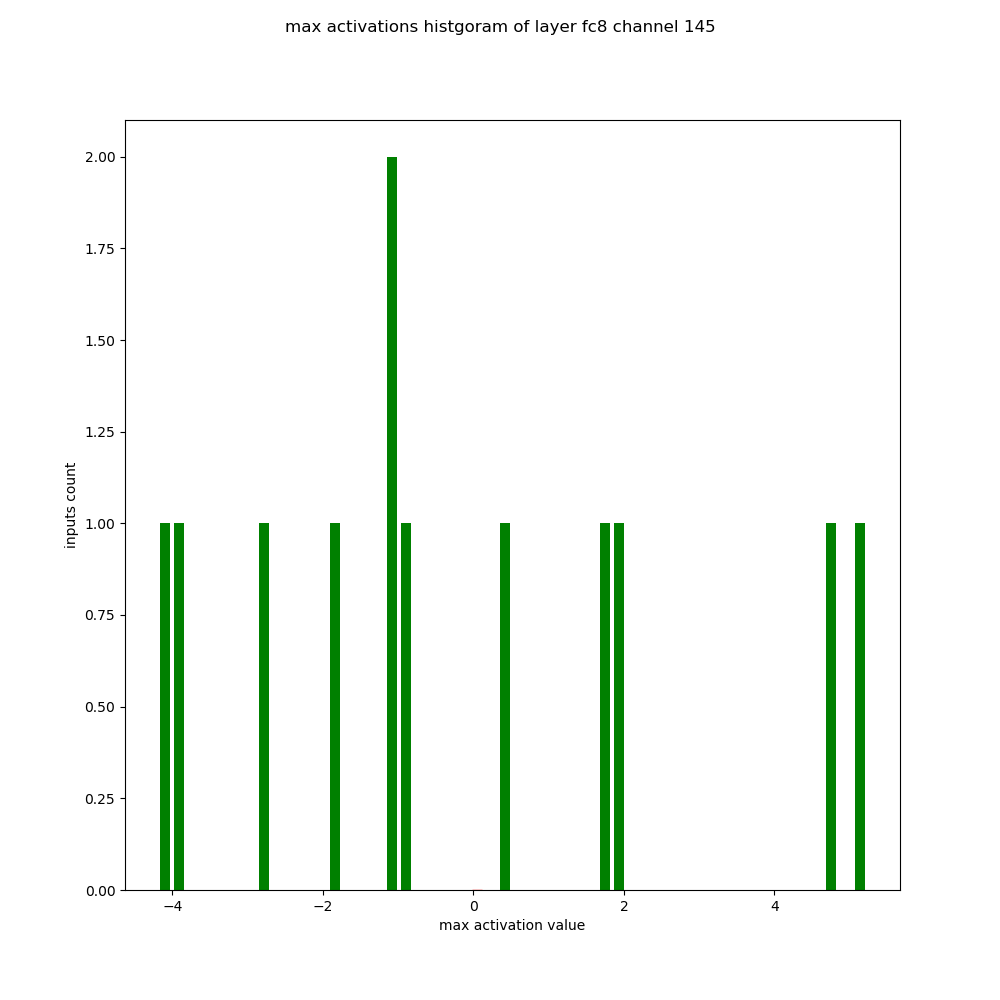 max activations histgoram of layer fc8 channel 145
2.00
1.75
1.50
1.25
1.00
0.75
0.50
0.25
0.00
inputs count
−4 −2 0 2 4
max activation value